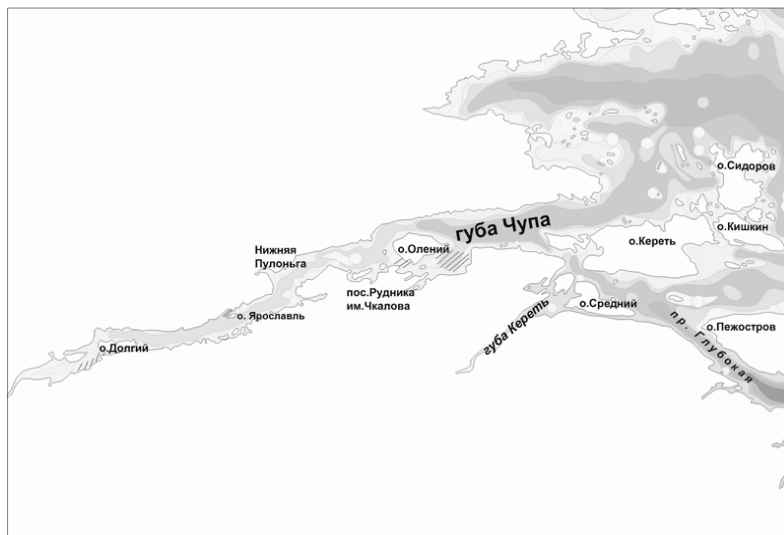 о.Сидоров
губа Чупа
о.Кишкин
о.Кереть
о.Олений
Нижняя
Пулоньга
пос.Рудника
им.Чкалова
о.Средний
о. Ярославль
губа Кереть
пр. Глубокая
о.Пежостров
о.Долгий